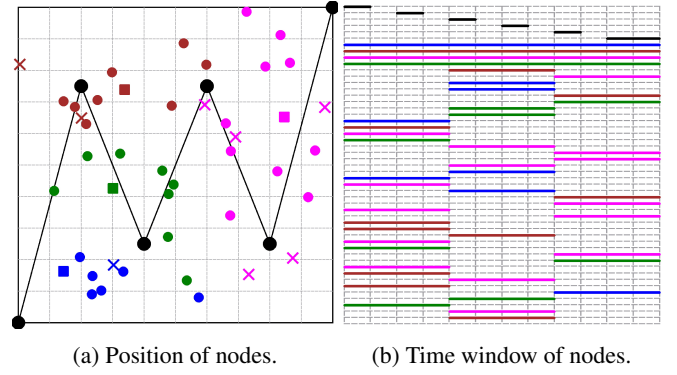 (a) Position of nodes.
(b) Time window of nodes.